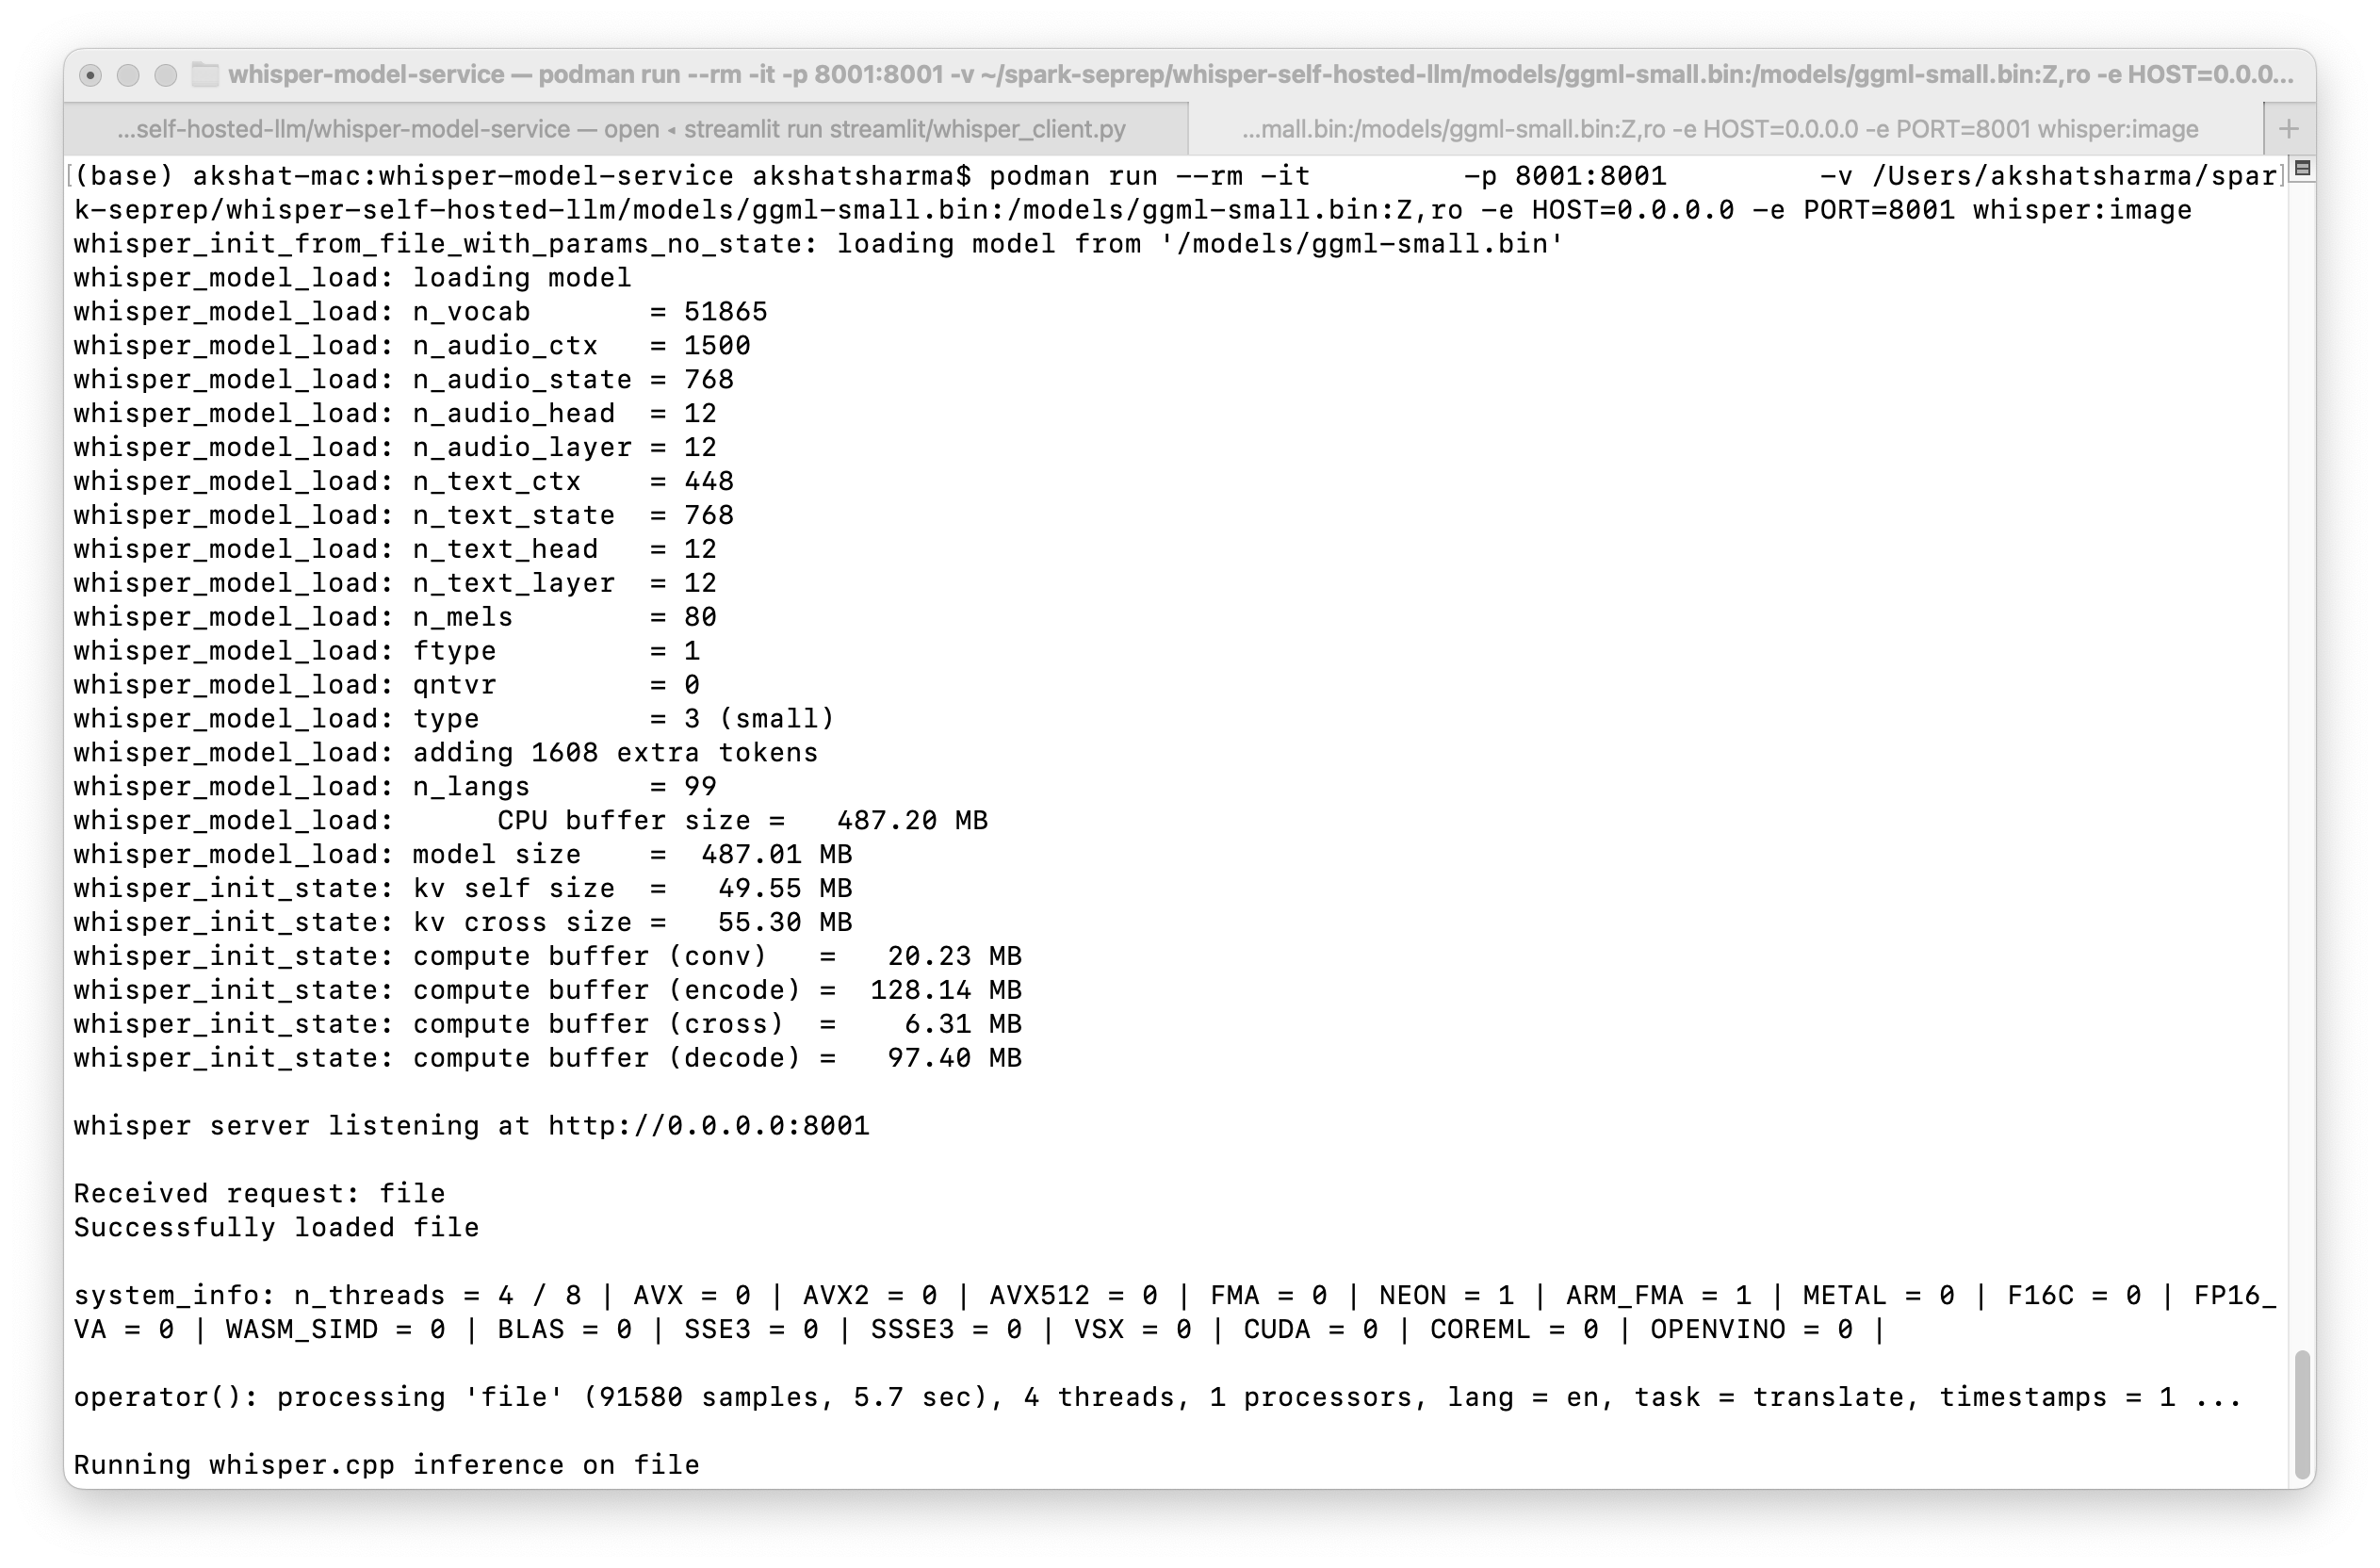 whisper-model-service — podman run --rm -it -p 8001:8001 -v ~/spark-seprep/whisper-self-hosted-llm/models/ggml-small.bin:/models/ggml-small.bin:Z,ro -e HOST=0.0.0...
...self-hosted-llm/whisper-model-service — open ◂ streamlit run streamlit/whisper_client.py
...mall.bin:/models/ggml-small.bin:Z,ro -e HOST=0.0.0.0 -e PORT=8001 whisper:image
+
[(base) akshat-mac:whisper-model-service akshatsharma$ podman run --rm -it         -p 8001:8001         -v /Users/akshatsharma/spar]
k-seprep/whisper-self-hosted-llm/models/ggml-small.bin:/models/ggml-small.bin:Z,ro -e HOST=0.0.0.0 -e PORT=8001 whisper:image
whisper_init_from_file_with_params_no_state: loading model from '/models/ggml-small.bin'
whisper_model_load: loading model
whisper_model_load: n_vocab       = 51865
whisper_model_load: n_audio_ctx   = 1500
whisper_model_load: n_audio_state = 768
whisper_model_load: n_audio_head  = 12
whisper_model_load: n_audio_layer = 12
whisper_model_load: n_text_ctx    = 448
whisper_model_load: n_text_state  = 768
whisper_model_load: n_text_head   = 12
whisper_model_load: n_text_layer  = 12
whisper_model_load: n_mels        = 80
whisper_model_load: ftype         = 1
whisper_model_load: qntvr         = 0
whisper_model_load: type          = 3 (small)
whisper_model_load: adding 1608 extra tokens
whisper_model_load: n_langs       = 99
whisper_model_load:      CPU buffer size =   487.20 MB
whisper_model_load: model size    =  487.01 MB
whisper_init_state: kv self size  =   49.55 MB
whisper_init_state: kv cross size =   55.30 MB
whisper_init_state: compute buffer (conv)   =   20.23 MB
whisper_init_state: compute buffer (encode) =  128.14 MB
whisper_init_state: compute buffer (cross)  =    6.31 MB
whisper_init_state: compute buffer (decode) =   97.40 MB
whisper server listening at http://0.0.0.0:8001
Received request: file
Successfully loaded file
system_info: n_threads = 4 / 8 | AVX = 0 | AVX2 = 0 | AVX512 = 0 | FMA = 0 | NEON = 1 | ARM_FMA = 1 | METAL = 0 | F16C = 0 | FP16_
VA = 0 | WASM_SIMD = 0 | BLAS = 0 | SSE3 = 0 | SSSE3 = 0 | VSX = 0 | CUDA = 0 | COREML = 0 | OPENVINO = 0 |
operator(): processing 'file' (91580 samples, 5.7 sec), 4 threads, 1 processors, lang = en, task = translate, timestamps = 1 ...
Running whisper.cpp inference on file